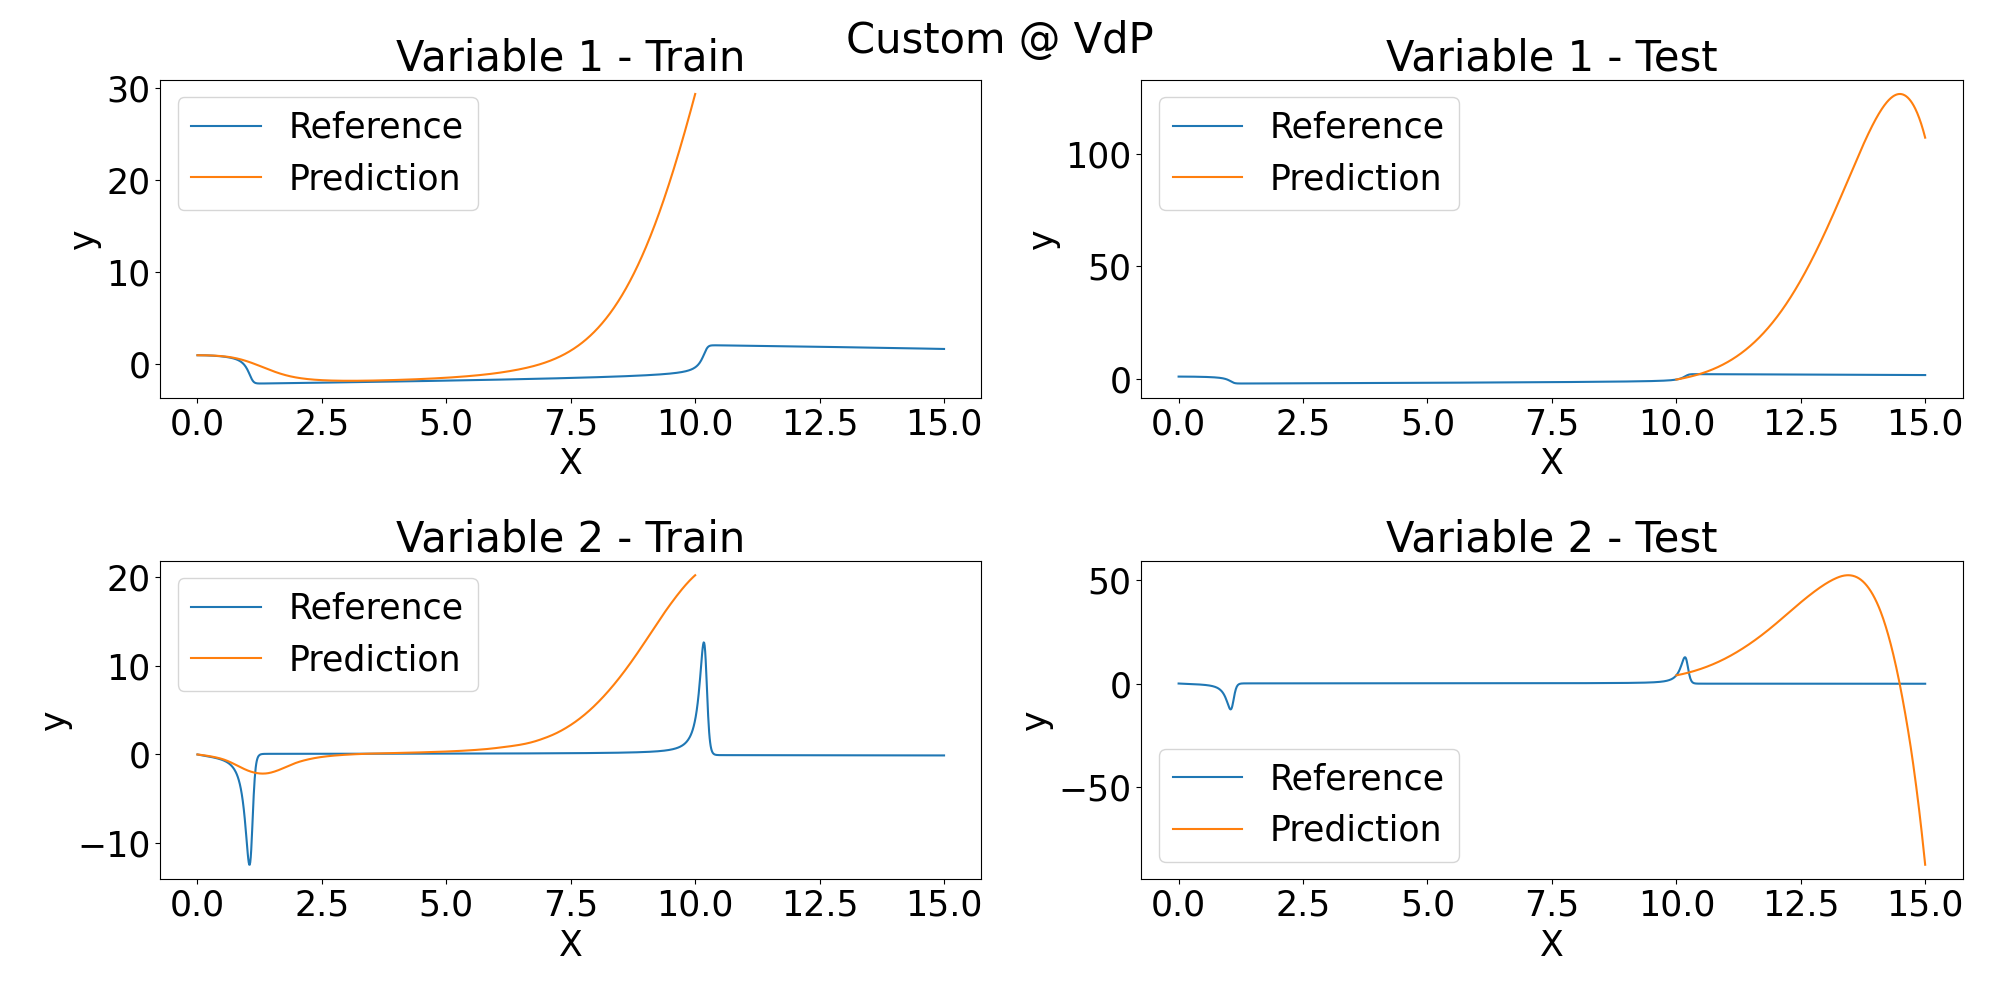 Custom @ VdP
Variable 1 - Train
30
20
10
0
y
Reference
Prediction
0.0 2.5 5.0 7.5 10.0 12.5 15.0
X
Variable 1 - Test
100
50
0
y
Reference
Prediction
0.0 2.5 5.0 7.5 10.0 12.5 15.0
X
Variable 2 - Train
20
10
0
−10
y
Reference
Prediction
0.0 2.5 5.0 7.5 10.0 12.5 15.0
X
Variable 2 - Test
50
0
−50
y
Reference
Prediction
0.0 2.5 5.0 7.5 10.0 12.5 15.0
X